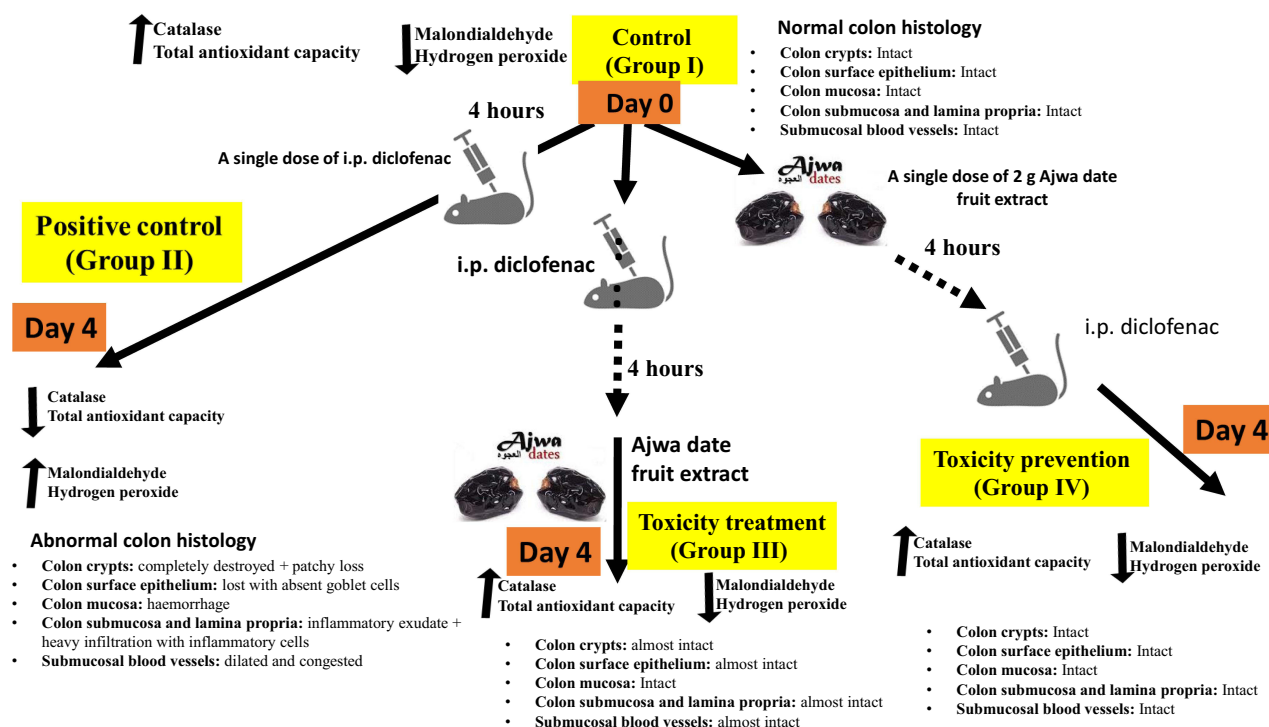 Catalase
Total antioxidant capacity
Malondialdehyde
Hydrogen peroxide
Control
(Group I)
Day 0
Normal colon histology
• Colon crypts: Intact
• Colon surface epithelium: Intact
• Colon mucosa: Intact
• Colon submucosa and lamina propria: Intact
• Submucosal blood vessels: Intact
4 hours
A single dose of i.p. diclofenac
Positive control
(Group II)
Day 4
Catalase
Total antioxidant capacity
Malondialdehyde
Hydrogen peroxide
Abnormal colon histology
• Colon crypts: completely destroyed + patchy loss
• Colon surface epithelium: lost with absent goblet cells
• Colon mucosa: haemorrhage
• Colon submucosa and lamina propria: inflammatory exudate +
heavy infiltration with inflammatory cells
• Submucosal blood vessels: dilated and congested
i.p. diclofenac
4 hours
Ajwa
العجوه dates
Ajwa date
fruit extract
Toxicity treatment
(Group III)
Day 4
Catalase
Total antioxidant capacity
Malondialdehyde
Hydrogen peroxide
• Colon crypts: almost intact
• Colon surface epithelium: almost intact
• Colon mucosa: Intact
• Colon submucosa and lamina propria: almost intact
• Submucosal blood vessels: almost intact
Ajwa
العجوه dates
A single dose of 2 g Ajwa date
fruit extract
4 hours
i.p. diclofenac
Day 4
Toxicity prevention
(Group IV)
Catalase
Total antioxidant capacity
Malondialdehyde
Hydrogen peroxide
• Colon crypts: Intact
• Colon surface epithelium: Intact
• Colon mucosa: Intact
• Colon submucosa and lamina propria: Intact
• Submucosal blood vessels: Intact